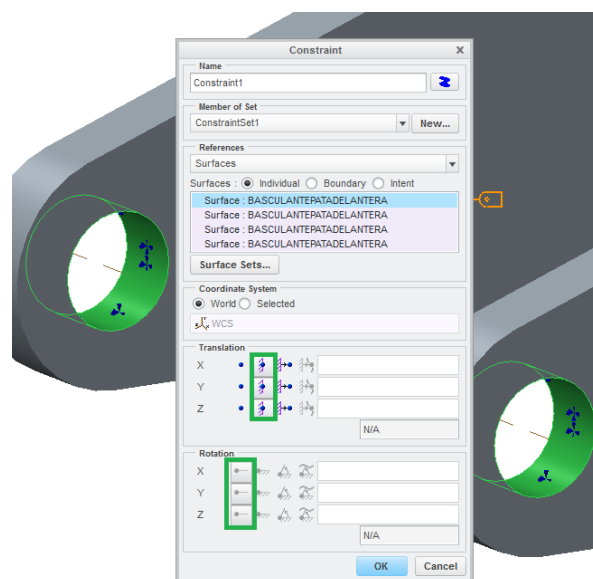 Constraint x
Name
Constraint1
Member of Set
ConstraintSet1 New...
References
Surfaces
Surfaces : Individual Boundary Intent
Surface : BASCULANTEPATADELANTERA
Surface : BASCULANTEPATADELANTERA
Surface : BASCULANTEPATADELANTERA
Surface : BASCULANTEPATADELANTERA
Surface Sets...
Coordinate System
World Selected
WCS
Translation
X
Y
Z
N/A
Rotation
X
Y
Z
N/A
OK Cancel